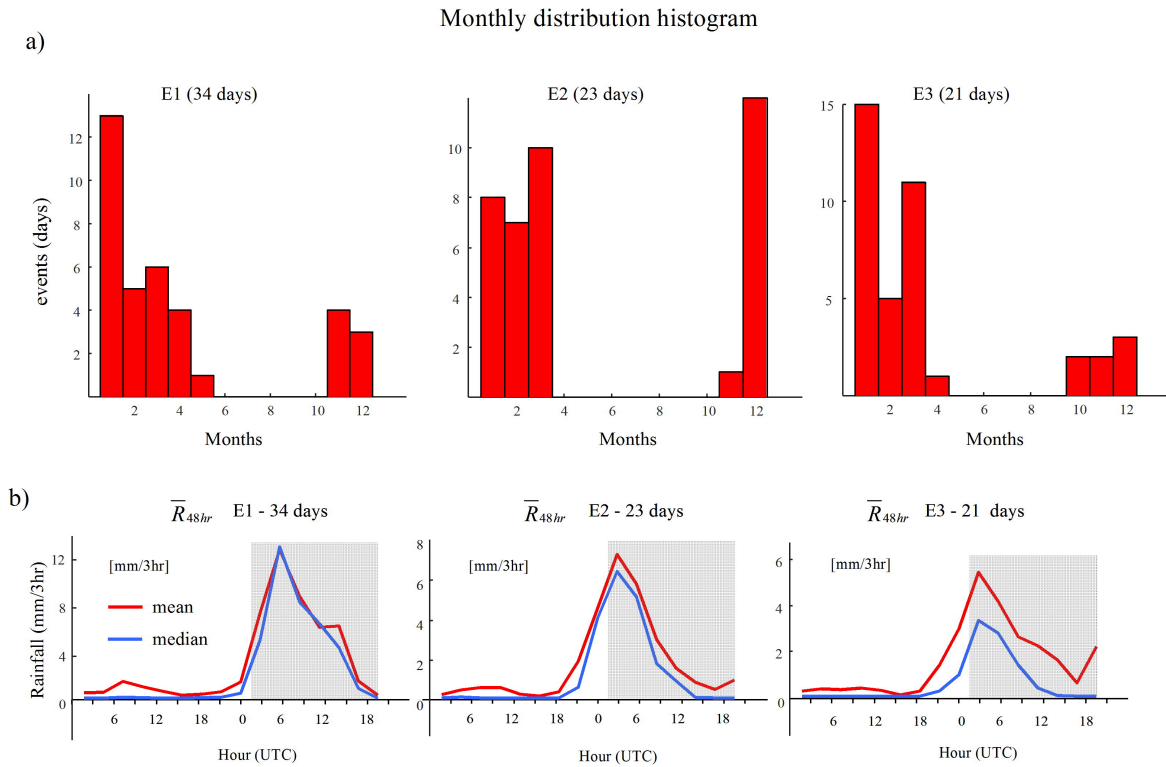 Monthly distribution histogram
a)
E1 (34 days)
E2 (23 days)
E3 (21 days)
events (days)
12
10
8
6
4
2
2 4 6 8 10 12
Months
10
8
6
4
2
2 4 6 8 10 12
Months
15
10
5
2 4 6 8 10 12
Months
b)
R48hr E1 - 34 days
R48hr E2 - 23 days
R48hr E3 - 21 days
Rainfall (mm/3hr)
[mm/3hr]
mean
median
12
8
4
0
6 12 18 0 6 12 18
Hour (UTC)
[mm/3hr]
8
6
4
2
0
6 12 18 0 6 12 18
Hour (UTC)
[mm/3hr]
6
4
2
0
6 12 18 0 6 12 18
Hour (UTC)